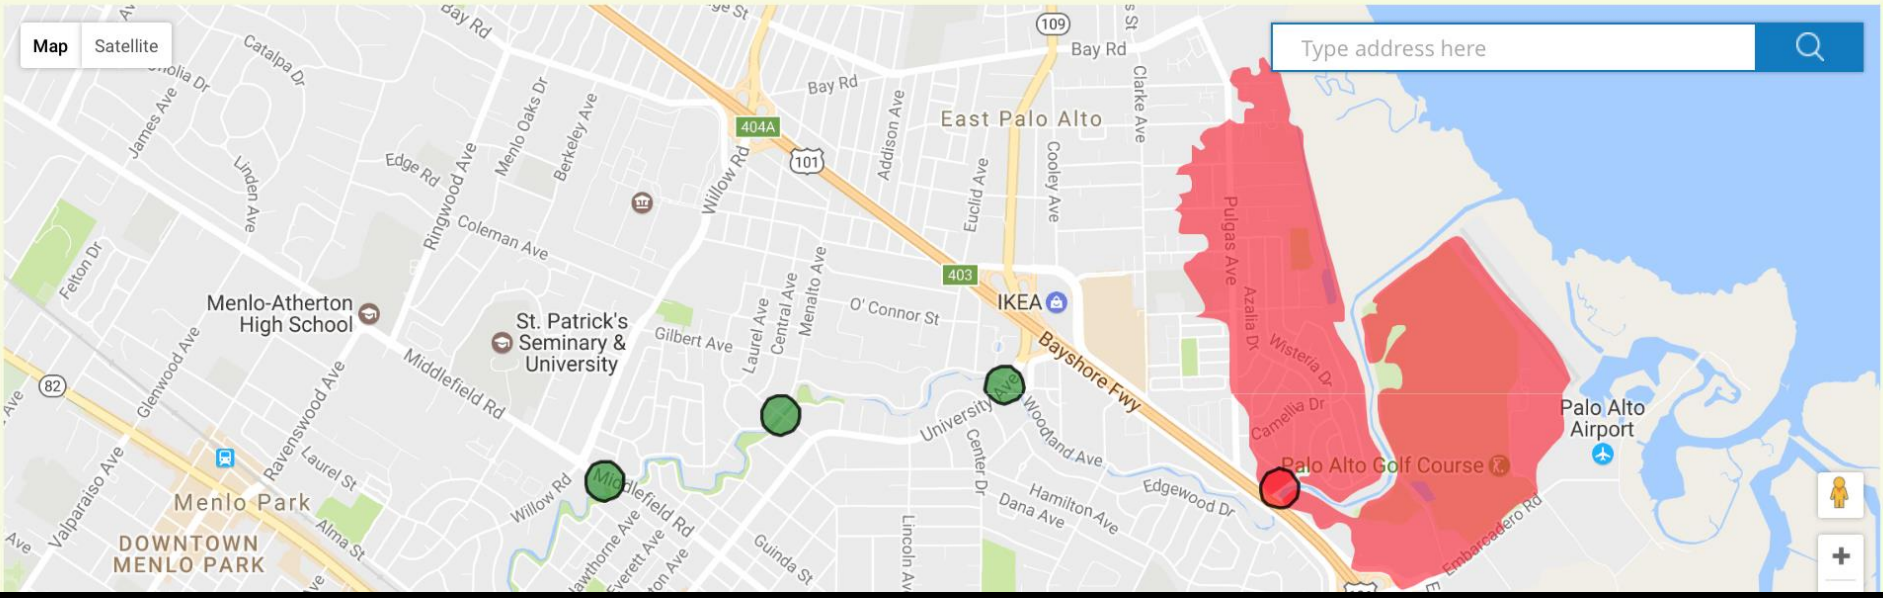 Map
Satellite
Type address here
109
Bay Rd
Bay Rd
Bay Rd
Catalpa Dr
James Ave
Menlo Oaks Dr
Berkeley Ave
404A
Addison Ave
East Palo Alto
Clarke Ave
101
Edge Rd
Linden Ave
Ringwood Ave
Willow Rd
Euclid Ave
Cooley Ave
Pulgas Ave
Coleman Ave
Felton Dr
403
Menlo-Atherton
High School
St. Patrick's
Seminary &
University
Gilbert Ave
Laurel Ave
Central Ave
Menalto Ave
O' Connor St
IKEA
Bayshore Fwy
Azalia Dr
Wisteria Dr
Camellia Dr
82
Glenwood Ave
Middlefield Rd
Ravenswood Ave
University Ave
Woodland Ave
Center Dr
Palo Alto
Airport
Palo Alto Golf Course
Valparaiso Ave
Laurel St
Menlo Park
Alma St
Willow Rd
Middlefield Rd
Hamilton Ave
Dana Ave
Edgewood Dr
Embarcadero Rd
DOWNTOWN
MENLO PARK
Everett Ave
Guinda St
Ave
Ave
+